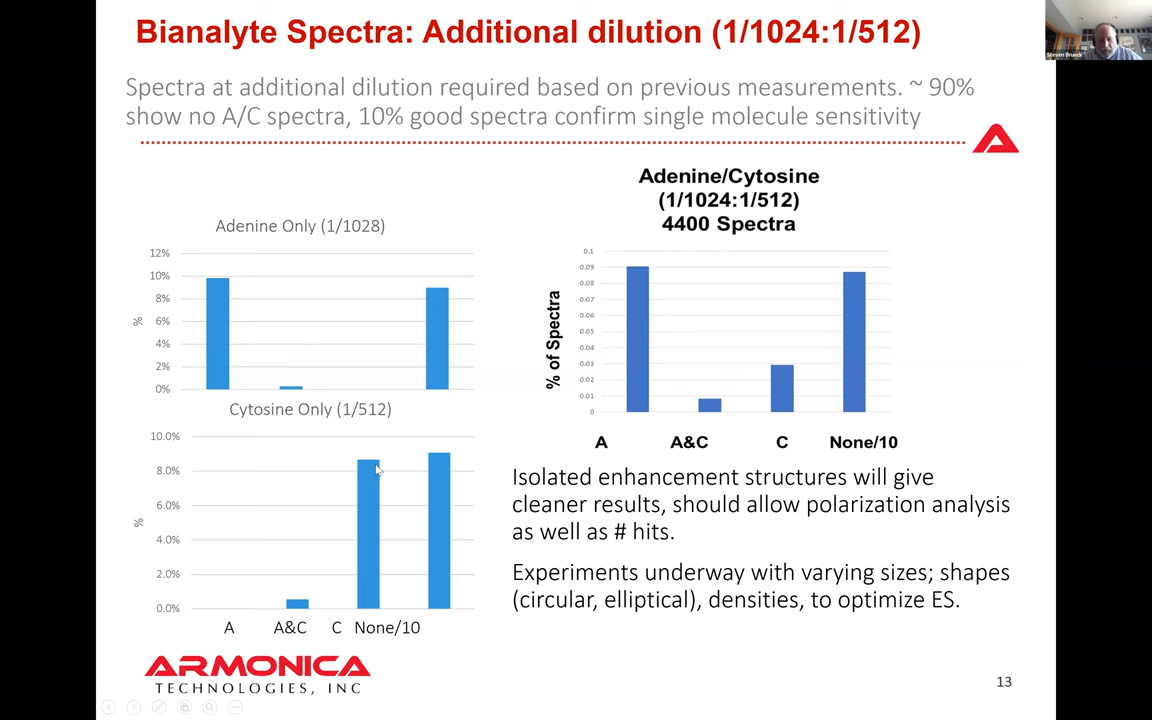 Bianalyte Spectra: Additional dilution (1/1024:1/512)
Steven Brueck
Spectra at additional dilution required based on previous measurements. ~ 90%
show no A/C spectra, 10% good spectra confirm single molecule sensitivity
Adenine Only (1/1028)
12%
10%
8%
6%
4%
2%
0%
%
Cytosine Only (1/512)
10.0%
8.0%
6.0%
4.0%
2.0%
0.0%
%
A A&C C None/10
Adenine/Cytosine
(1/1024:1/512)
4400 Spectra
0.1
0.09
0.08
0.07
0.06
0.05
0.04
0.03
0.02
0.01
0
% of Spectra
A A&C C None/10
Isolated enhancement structures will give
cleaner results, should allow polarization analysis
as well as # hits.
Experiments underway with varying sizes; shapes
(circular, elliptical), densities, to optimize ES.
ARMONICA
TECHNOLOGIES, INC
13